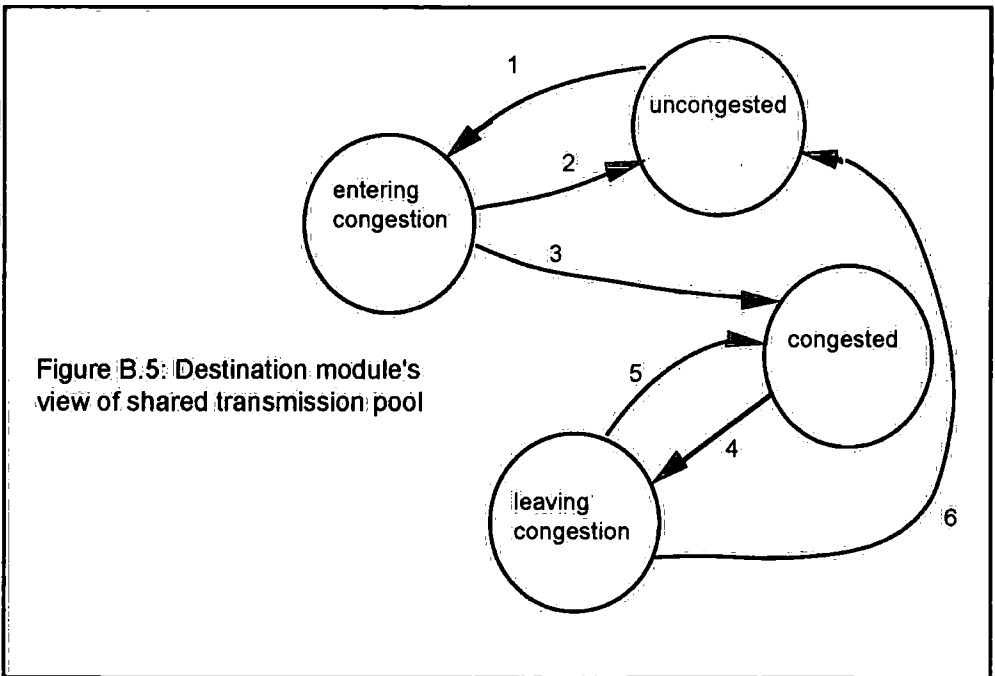 1
uncongested
2
entering
congestion
3
congested
Figure B.5: Destination module's
view of shared transmission pool
5
4
leaving
congestion
6